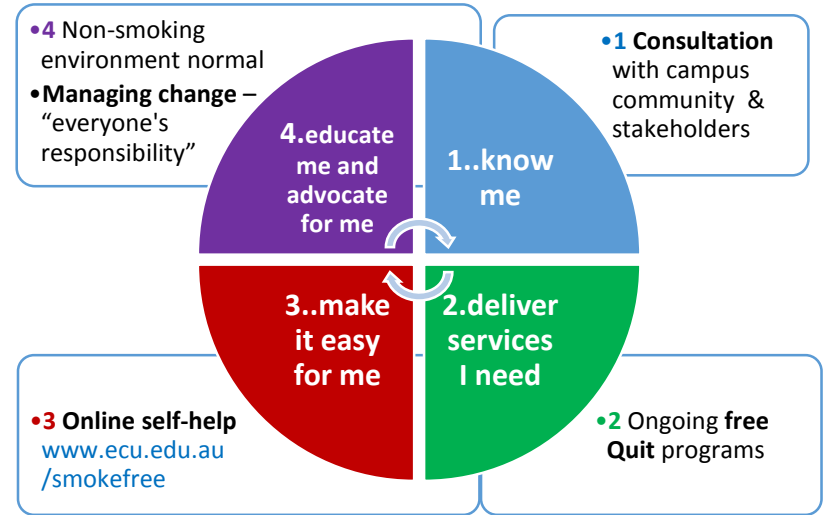 •4 Non-smoking
environment normal
•Managing change –
“everyone's
responsibility”
•1 Consultation
with campus
community &
stakeholders
4.educate
me and
advocate
for me
1..know
me
3..make
it easy
for me
2.deliver
services
I need
•3 Online self-help
www.ecu.edu.au
/smokefree
•2 Ongoing free
Quit programs